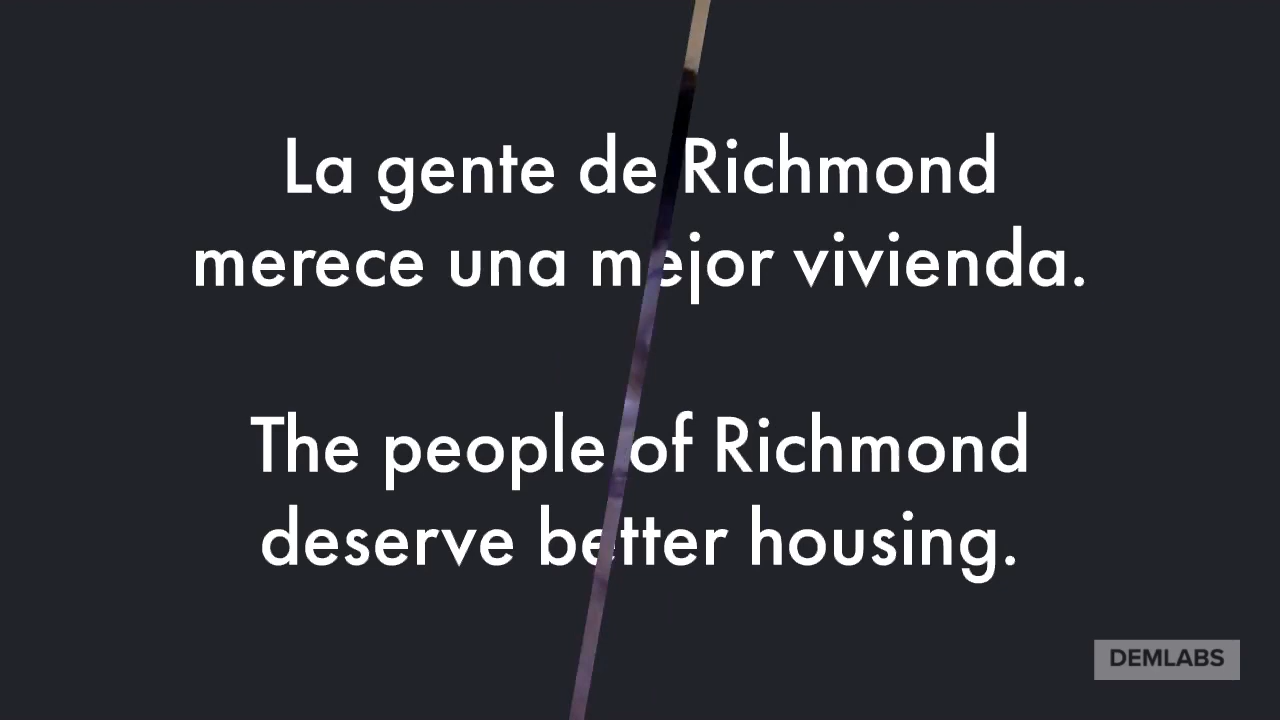 La gente de Richmond
merece una mejor vivienda.
The people of Richmond
deserve better housing.
DEMLABS